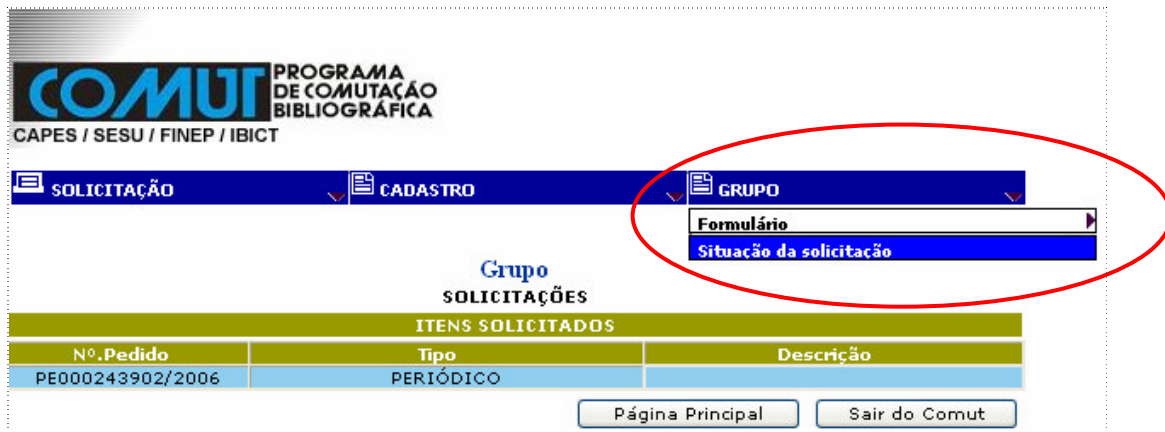 COMUT PROGRAMA
DE COMUTAÇÃO
BIBLIOGRÁFICA
CAPES / SESU / FINEP / IBICT
SOLICITAÇÃO CADASTRO GRUPO
Formulário
Situação da solicitação
Grupo
SOLICITAÇÕES
ITENS SOLICITADOS
Nº.Pedido Tipo Descrição
PE000243902/2006 PERIÓDICO
Página Principal Sair do Comut